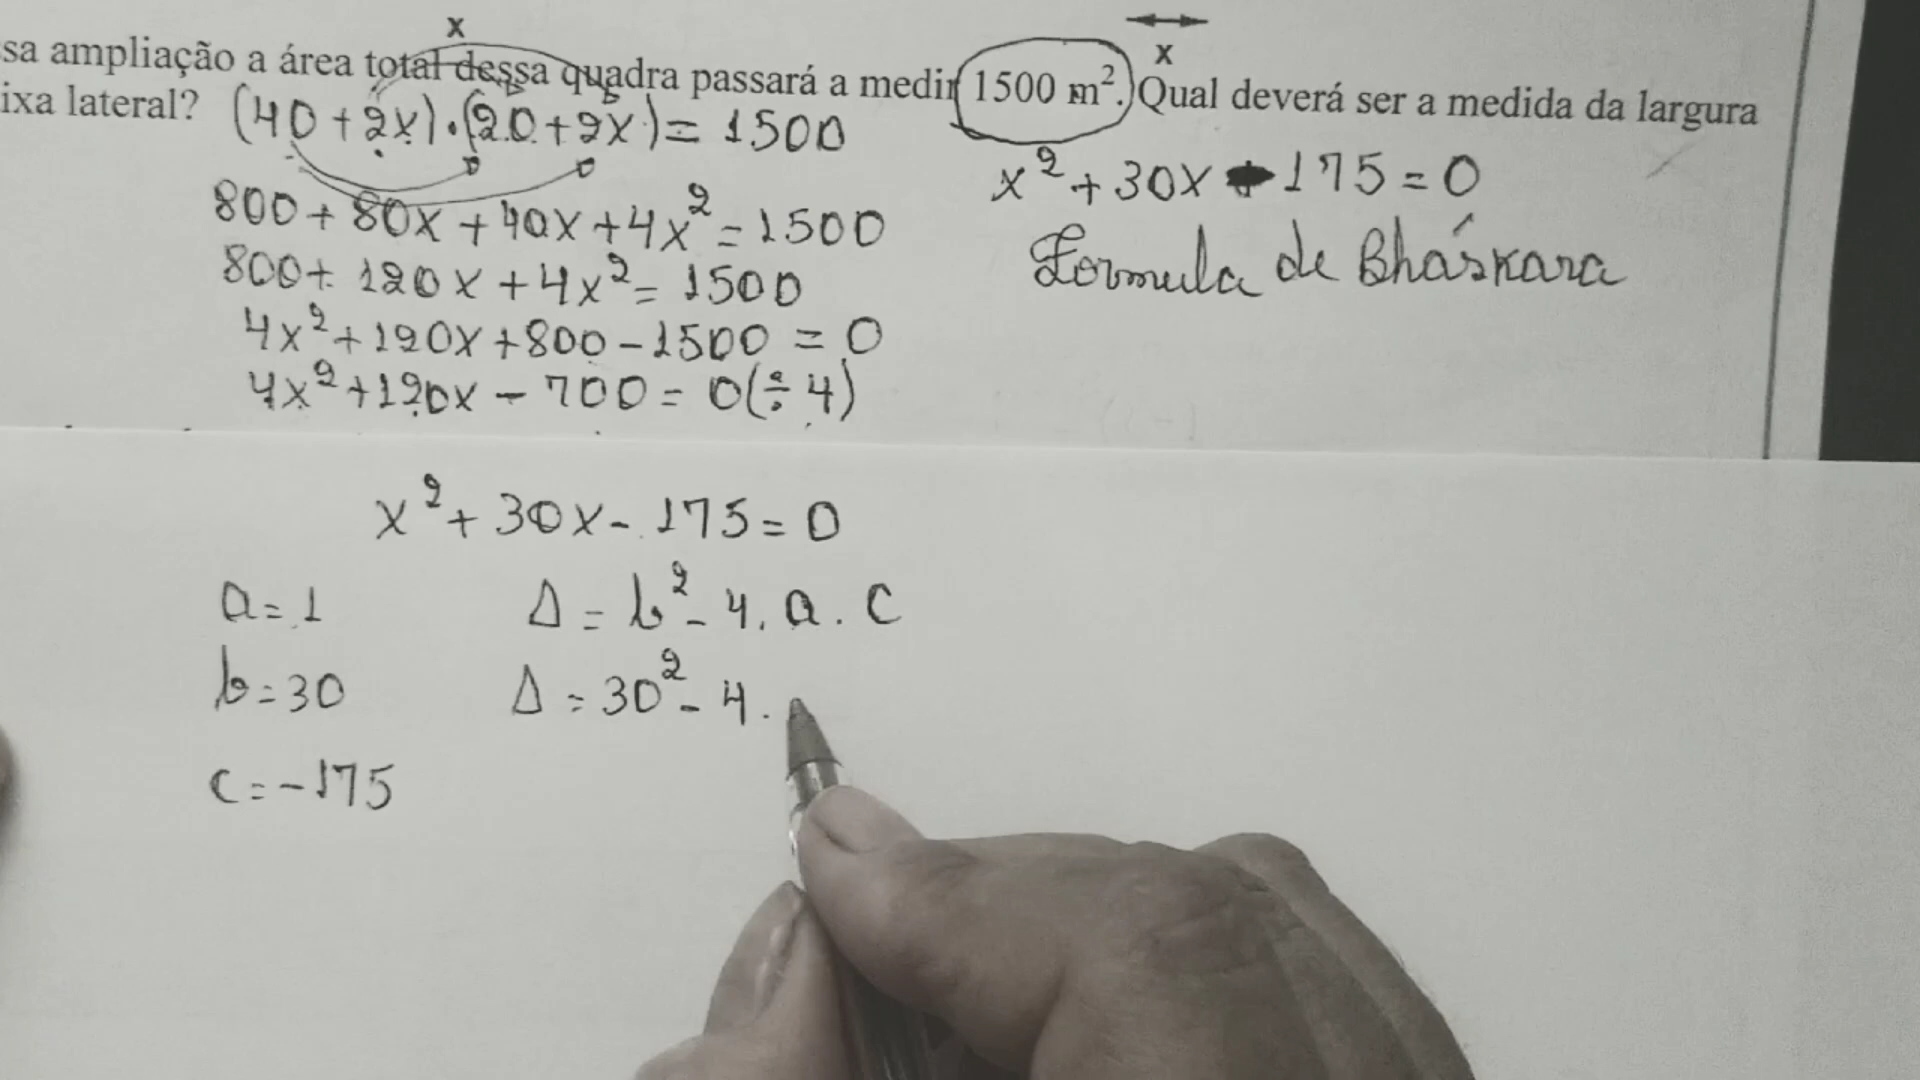 x
x
sa ampliação a área total dessa quadra passará a medir 1500 m². Qual deverá ser a medida da largura
ixa lateral?
(40+2x).(20+2x)=1500
800+80x+40x+4x²=1500
800+120x+4x²=1500
4x²+120x+800-1500=0
4x²+120x-700=0(÷4)
x²+30x-175=0
Formula de Bháskara
x²+30x-175=0
a=1
Δ=b²-4.a.c
b=30
Δ=30²-4.
c=-175